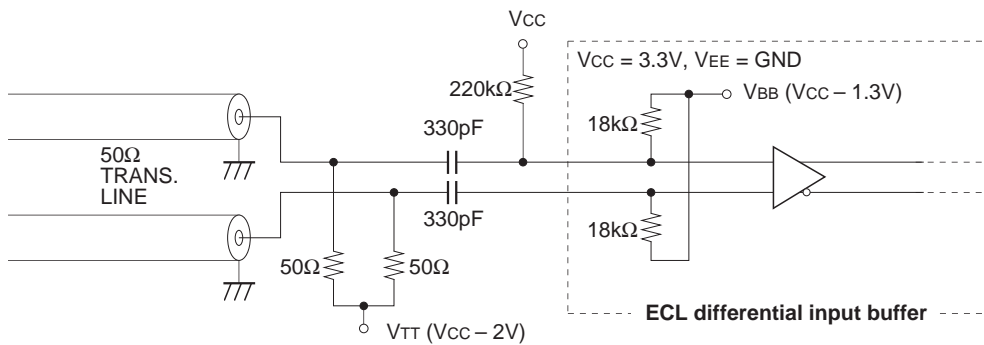 VCC
VCC = 3.3V, VEE = GND
220kΩ
VBB (VCC – 1.3V)
18kΩ
330pF
50Ω
TRANS.
LINE
330pF
18kΩ
50Ω
50Ω
VTT (VCC – 2V)
ECL differential input buffer